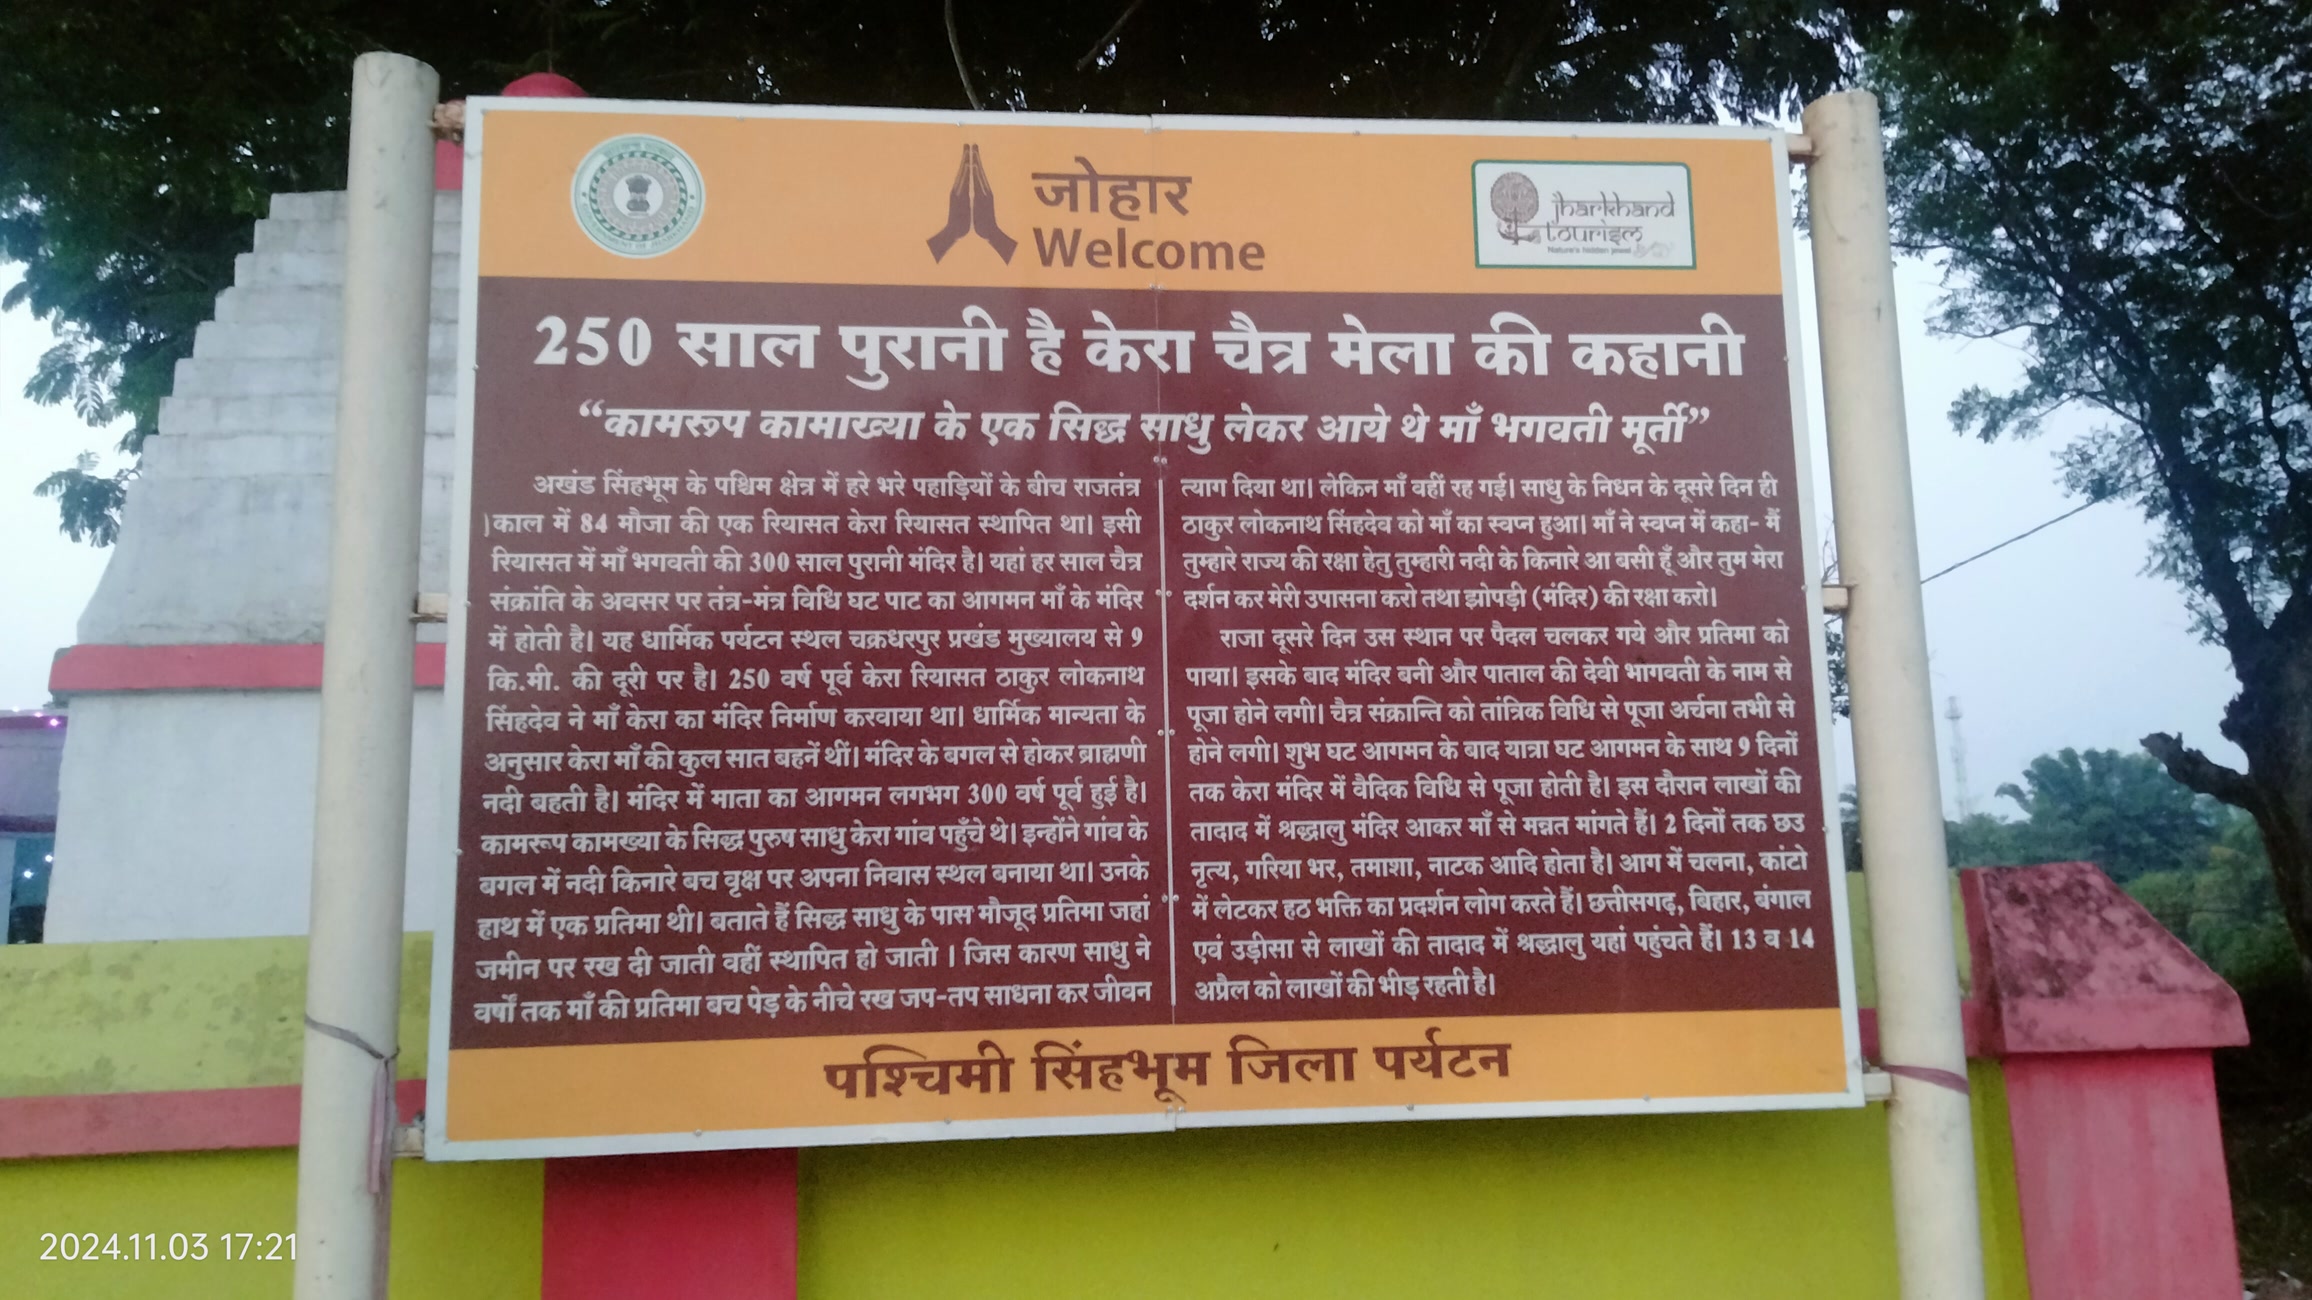 जोहार
Welcome
jharkhand
tourism
Nature's hidden jewel
250 साल पुरानी है केरा चैत्र मेला की कहानी
“कामरूप कामाख्या के एक सिद्ध साधु लेकर आये थे माँ भगवती मूर्ती”
अखंड सिंहभूम के पश्चिम क्षेत्र में हरे भरे पहाड़ियों के बीच राजतंत्र
)काल में 84 मौजा की एक रियासत केरा रियासत स्थापित था। इसी
रियासत में माँ भगवती की 300 साल पुरानी मंदिर है। यहां हर साल चैत्र
संक्रांति के अवसर पर तंत्र-मंत्र विधि घट पाट का आगमन माँ के मंदिर
में होती है। यह धार्मिक पर्यटन स्थल चक्रधरपुर प्रखंड मुख्यालय से 9
कि.मी. की दूरी पर है। 250 वर्ष पूर्व केरा रियासत ठाकुर लोकनाथ
सिंहदेव ने माँ केरा का मंदिर निर्माण करवाया था। धार्मिक मान्यता के
अनुसार केरा माँ की कुल सात बहनें थीं। मंदिर के बगल से होकर ब्राह्मणी
नदी बहती है। मंदिर में माता का आगमन लगभग 300 वर्ष पूर्व हुई है।
कामरूप कामख्या के सिद्ध पुरुष साधु केरा गांव पहुँचे थे। इन्होंने गांव के
बगल में नदी किनारे बच वृक्ष पर अपना निवास स्थल बनाया था। उनके
हाथ में एक प्रतिमा थी। बताते हैं सिद्ध साधु के पास मौजूद प्रतिमा जहां
जमीन पर रख दी जाती वहीं स्थापित हो जाती । जिस कारण साधु ने
वर्षों तक माँ की प्रतिमा बच पेड़ के नीचे रख जप-तप साधना कर जीवन
त्याग दिया था। लेकिन माँ वहीं रह गई। साधु के निधन के दूसरे दिन ही
ठाकुर लोकनाथ सिंहदेव को माँ का स्वप्न हुआ। माँ ने स्वप्न में कहा- मैं
तुम्हारे राज्य की रक्षा हेतु तुम्हारी नदी के किनारे आ बसी हूँ और तुम मेरा
दर्शन कर मेरी उपासना करो तथा झोपड़ी (मंदिर) की रक्षा करो।
राजा दूसरे दिन उस स्थान पर पैदल चलकर गये और प्रतिमा को
पाया। इसके बाद मंदिर बनी और पाताल की देवी भागवती के नाम से
पूजा होने लगी। चैत्र संक्रान्ति को तांत्रिक विधि से पूजा अर्चना तभी से
होने लगी। शुभ घट आगमन के बाद यात्रा घट आगमन के साथ 9 दिनों
तक केरा मंदिर में वैदिक विधि से पूजा होती है। इस दौरान लाखों की
तादाद में श्रद्धालु मंदिर आकर माँ से मन्नत मांगते हैं। 2 दिनों तक छउ
नृत्य, गरिया भर, तमाशा, नाटक आदि होता है। आग में चलना, कांटो
में लेटकर हठ भक्ति का प्रदर्शन लोग करते हैं। छत्तीसगढ़, बिहार, बंगाल
एवं उड़ीसा से लाखों की तादाद में श्रद्धालु यहां पहुंचते हैं। 13 व 14
अप्रैल को लाखों की भीड़ रहती है।
पश्चिमी सिंहभूम जिला पर्यटन
2024.11.03 17:21